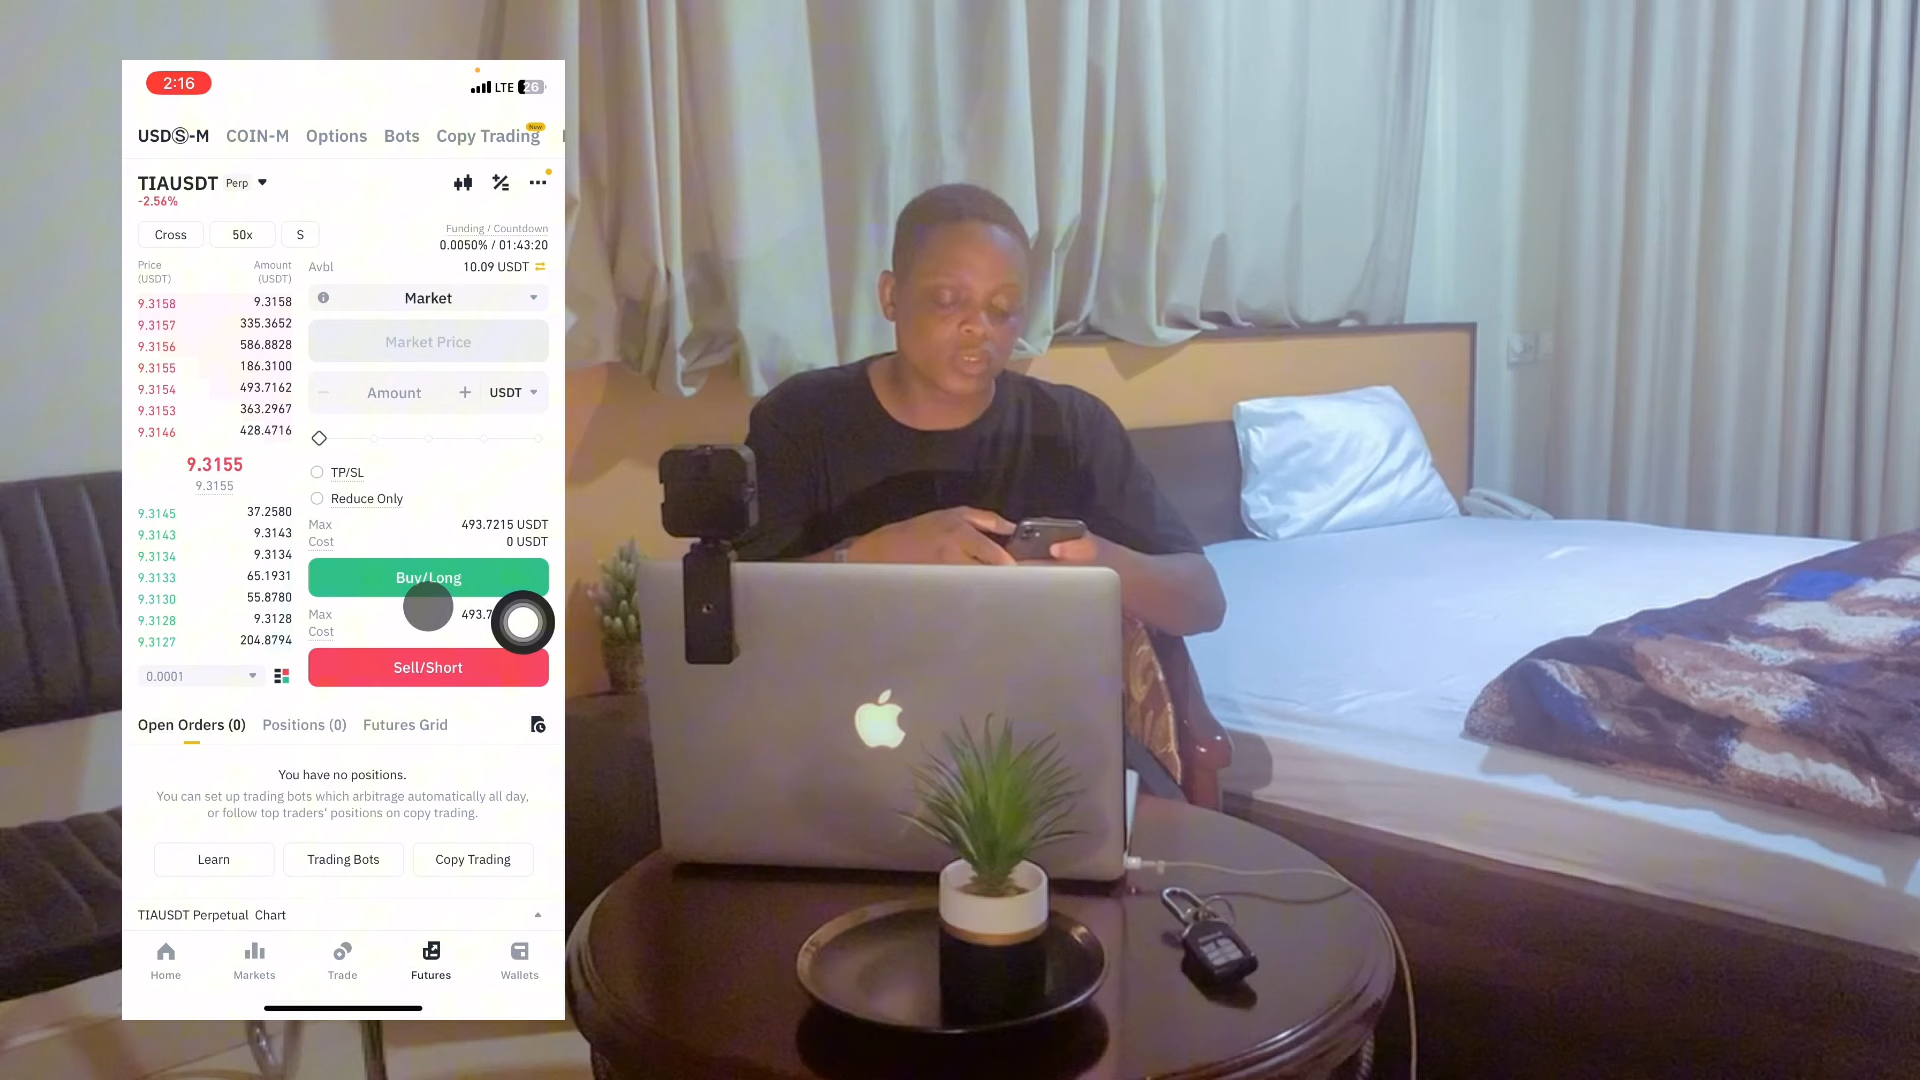 2:16 LTE 26
USDⓈ-M COIN-M Options Bots Copy Trading New
TIAUSDT Perp
-2.56%
Cross 50x S
Funding / Countdown
0.0050% / 01:43:20
Price (USDT) Amount (USDT)
Avbl 10.09 USDT
9.3158 9.3158
9.3157 335.3652
9.3156 586.8828
9.3155 186.3100
9.3154 493.7162
9.3153 363.2967
9.3146 428.4716
9.3155
9.3155
9.3145 37.2580
9.3143 9.3143
9.3134 9.3134
9.3133 65.1931
9.3130 55.8780
9.3128 9.3128
9.3127 204.8794
0.0001
Market
Market Price
Amount + USDT
TP/SL
Reduce Only
Max 493.7215 USDT
Cost 0 USDT
Buy/Long
Max 493.7
Cost
Sell/Short
Open Orders (0) Positions (0) Futures Grid
You have no positions.
You can set up trading bots which arbitrage automatically all day,
or follow top traders' positions on copy trading.
Learn Trading Bots Copy Trading
TIAUSDT Perpetual Chart
Home Markets Trade Futures Wallets